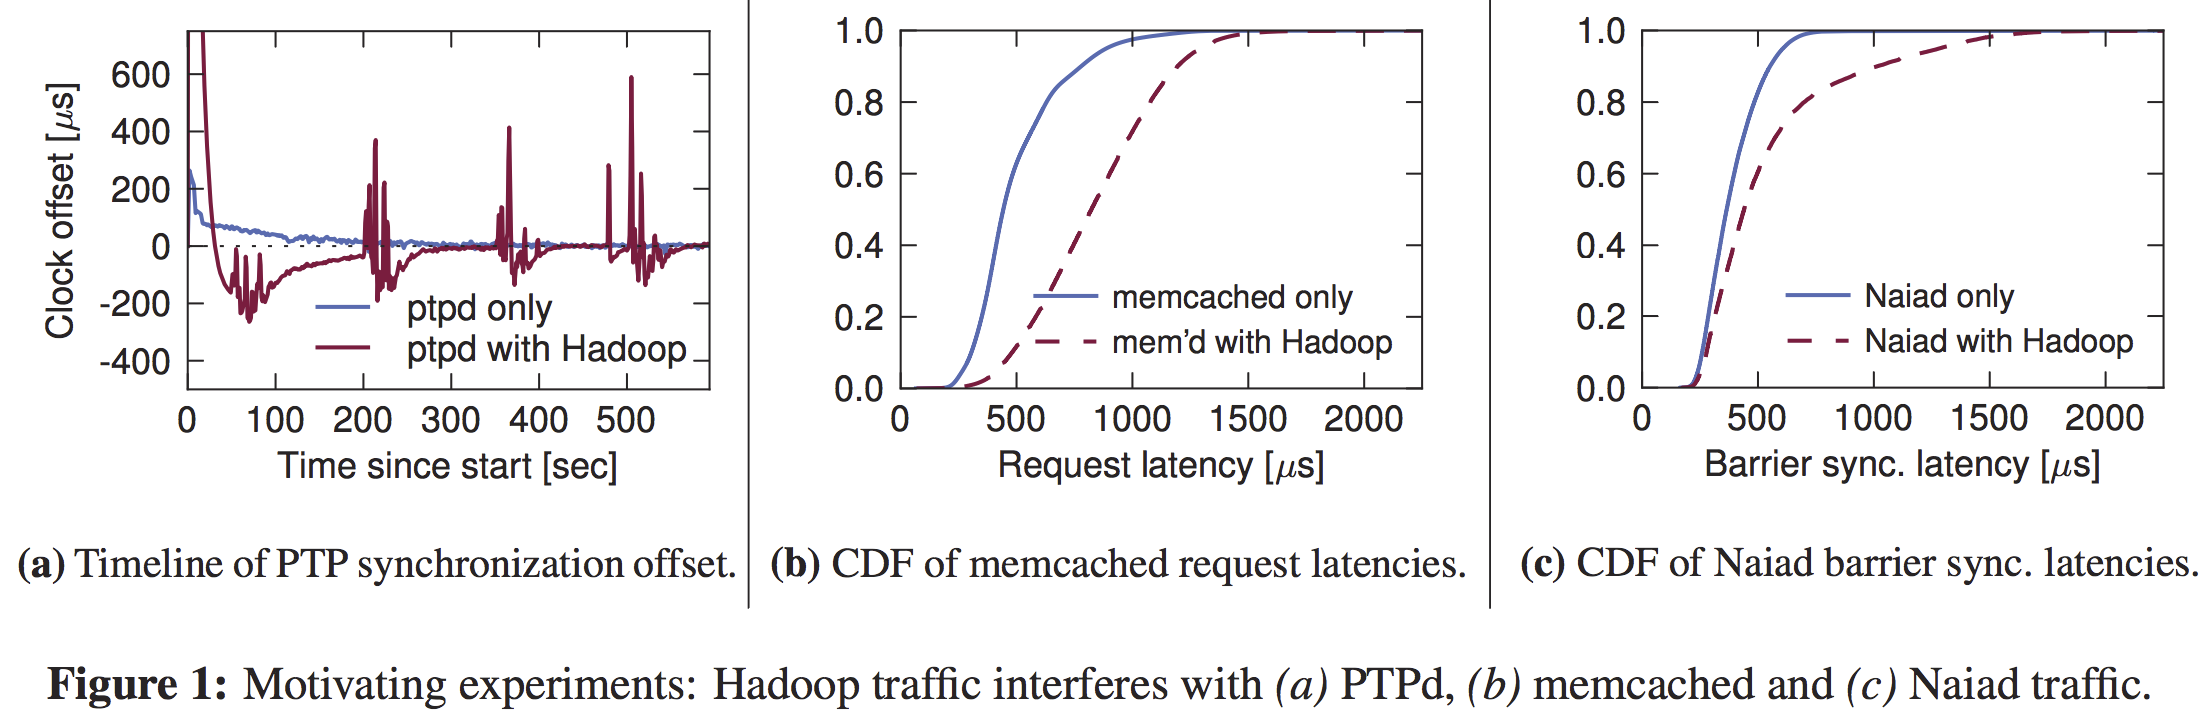 600
400
200
0
-200
-400
Clock offset [μs]
ptpd only
ptpd with Hadoop
0 100 200 300 400 500
Time since start [sec]
(a) Timeline of PTP synchronization offset.
1.0
0.8
0.6
0.4
0.2
0.0
memcached only
mem'd with Hadoop
0 500 1000 1500 2000
Request latency [μs]
(b) CDF of memcached request latencies.
1.0
0.8
0.6
0.4
0.2
0.0
Naiad only
Naiad with Hadoop
0 500 1000 1500 2000
Barrier sync. latency [μs]
(c) CDF of Naiad barrier sync. latencies.
Figure 1: Motivating experiments: Hadoop traffic interferes with (a) PTPd, (b) memcached and (c) Naiad traffic.